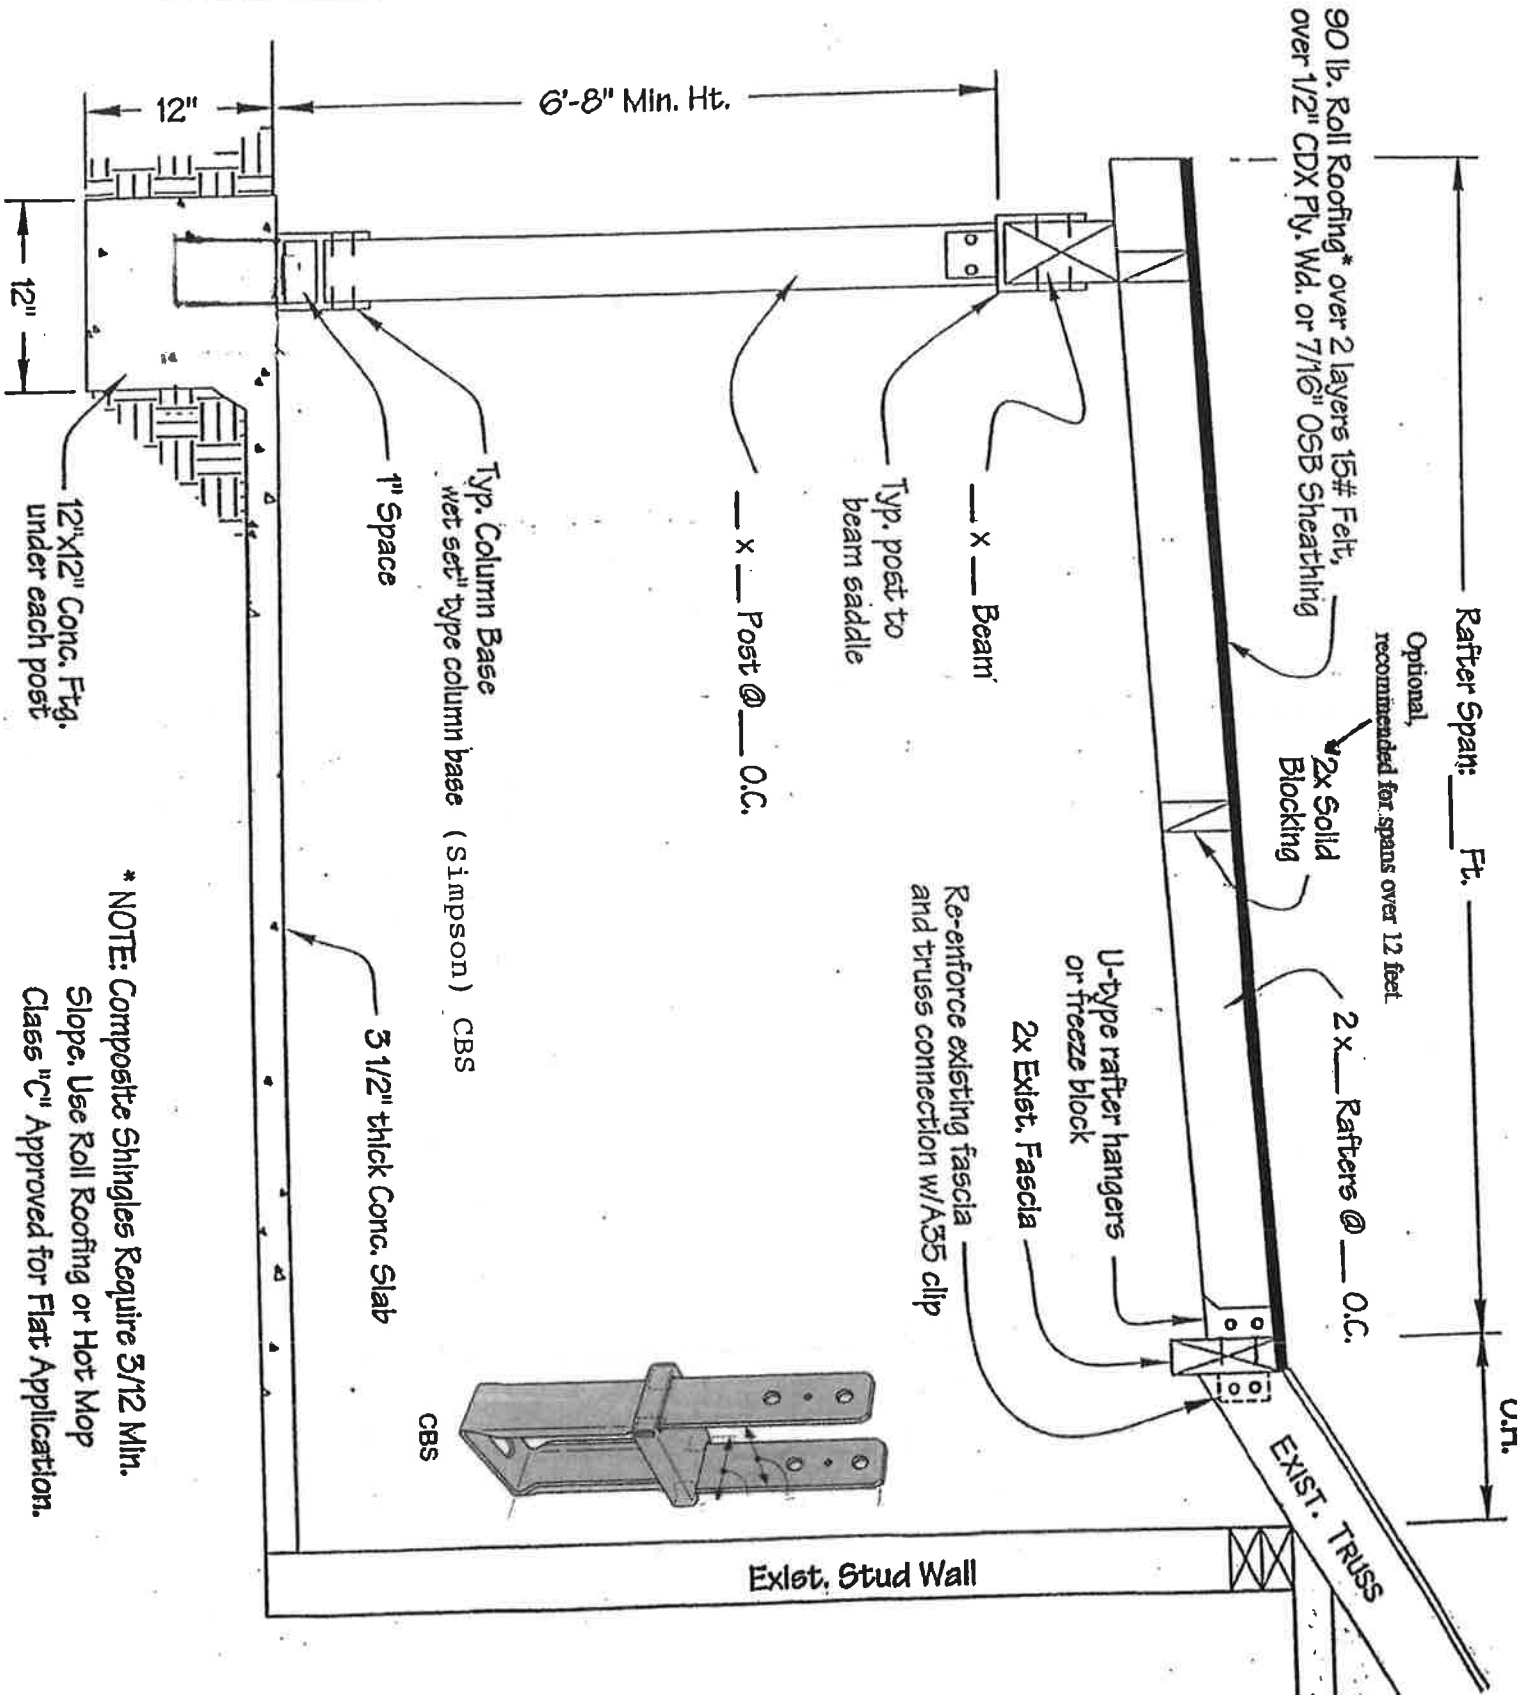 90 lb. Roll Roofing* over 2 layers 15# Felt,
over 1/2" CDX Ply. Wd. or 7/16" OSB Sheathing
Rafter Span: ___ Ft.
O.H.
Optional,
recommended for spans over 12 feet
2x Solid
Blocking
2 x __ Rafters @ __ O.C.
U-type rafter hangers
or freeze block
2x Exist. Fascia
Re-enforce existing fascia
and truss connection w/A35 clip
EXIST. TRUSS
6'-8" Min. Ht.
12"
12"
__ x __ Beam
Typ. post to
beam saddle
__ x __ Post @ __ O.C.
Typ. Column Base
wet set" type column base (Simpson) CBS
1" Space
12"x12" Conc. Ftg.
under each post
3 1/2" thick Conc. Slab
CBS
Exist. Stud Wall
* NOTE: Composite Shingles Require 3/12 Min.
Slope. Use Roll Roofing or Hot Mop
Class "C" Approved for Flat Application.